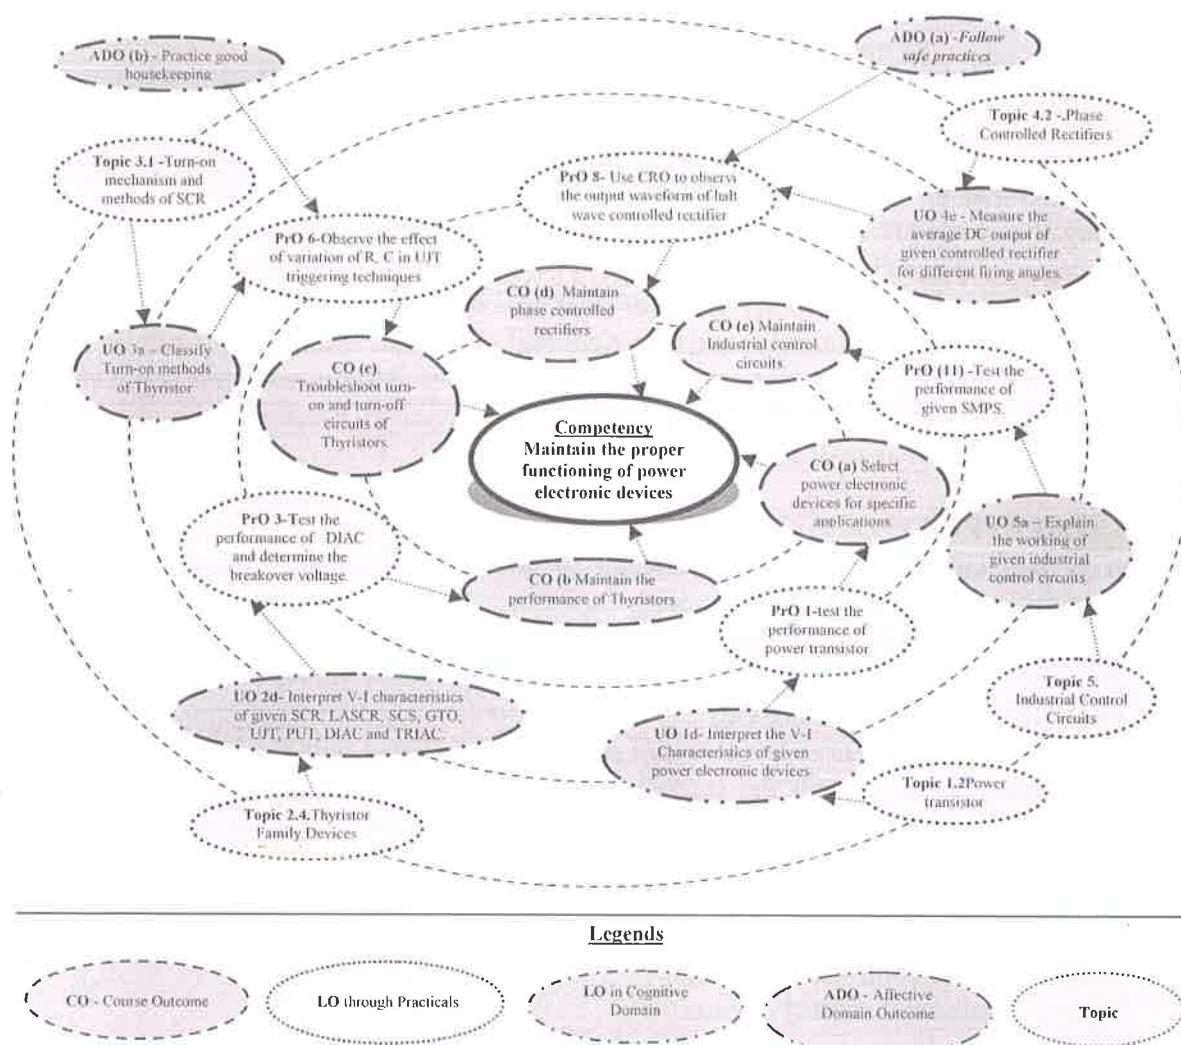 ADO (b) - Practice good
housekeeping
ADO (a) -Follow
safe practices
Topic 4.2 -.Phase
Controlled Rectifiers
Topic 3.1 -Turn-on
mechanism and
methods of SCR
PrO 8- Use CRO to observe
the output waveform of half
wave controlled rectifier
UO 4e - Measure the
average DC output of
given controlled rectifier
for different firing angles.
PrO 6-Observe the effect
of variation of R, C in UJT
triggering techniques
CO (d) Maintain
phase controlled
rectifiers
CO (e) Maintain
Industrial control
circuits
UO 3a – Classify
Turn-on methods
of Thyristor.
CO (c).
Troubleshoot turn-
on and turn-off
circuits of
Thyristors.
PrO (11) -Test the
performance of
given SMPS.
Competency
Maintain the proper
functioning of power
electronic devices
CO (a) Select
power electronic
devices for specific
applications
PrO 3-Test the
performance of DIAC
and determine the
breakover voltage.
UO 5a – Explain
the working of
given industrial
control circuits
CO (b Maintain the
performance of Thyristors
PrO 1-test the
performance of
power transistor
UO 2d- Interpret V-I characteristics
of given SCR, LASCR, SCS, GTO,
UJT, PUT, DIAC and TRIAC.
Topic 5.
Industrial Control
Circuits
UO 1d- Interpret the V-I
Characteristics of given
power electronic devices
Topic 1.2Power
transistor
Topic 2.4.Thyristor
Family Devices
Legends
CO - Course Outcome
LO through Practicals
LO in Cognitive
Domain
ADO - Affective
Domain Outcome
Topic